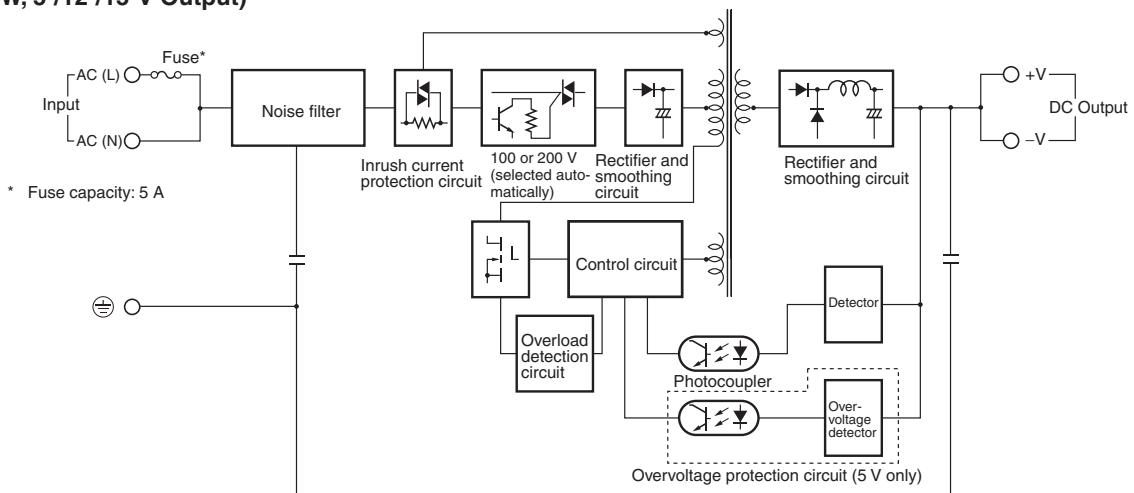 /12 /15 V Output)
Fuse*
AC (L)
Input
AC (N)
* Fuse capacity: 5 A
Noise filter
Inrush current
protection circuit
100 or 200 V
(selected auto-
matically)
Rectifier and
smoothing
circuit
Rectifier and
smoothing circuit
+V
DC Output
–V
Control circuit
Overload
detection
circuit
Detector
Photocoupler
Over-
voltage
detector
Overvoltage protection circuit (5 V only)